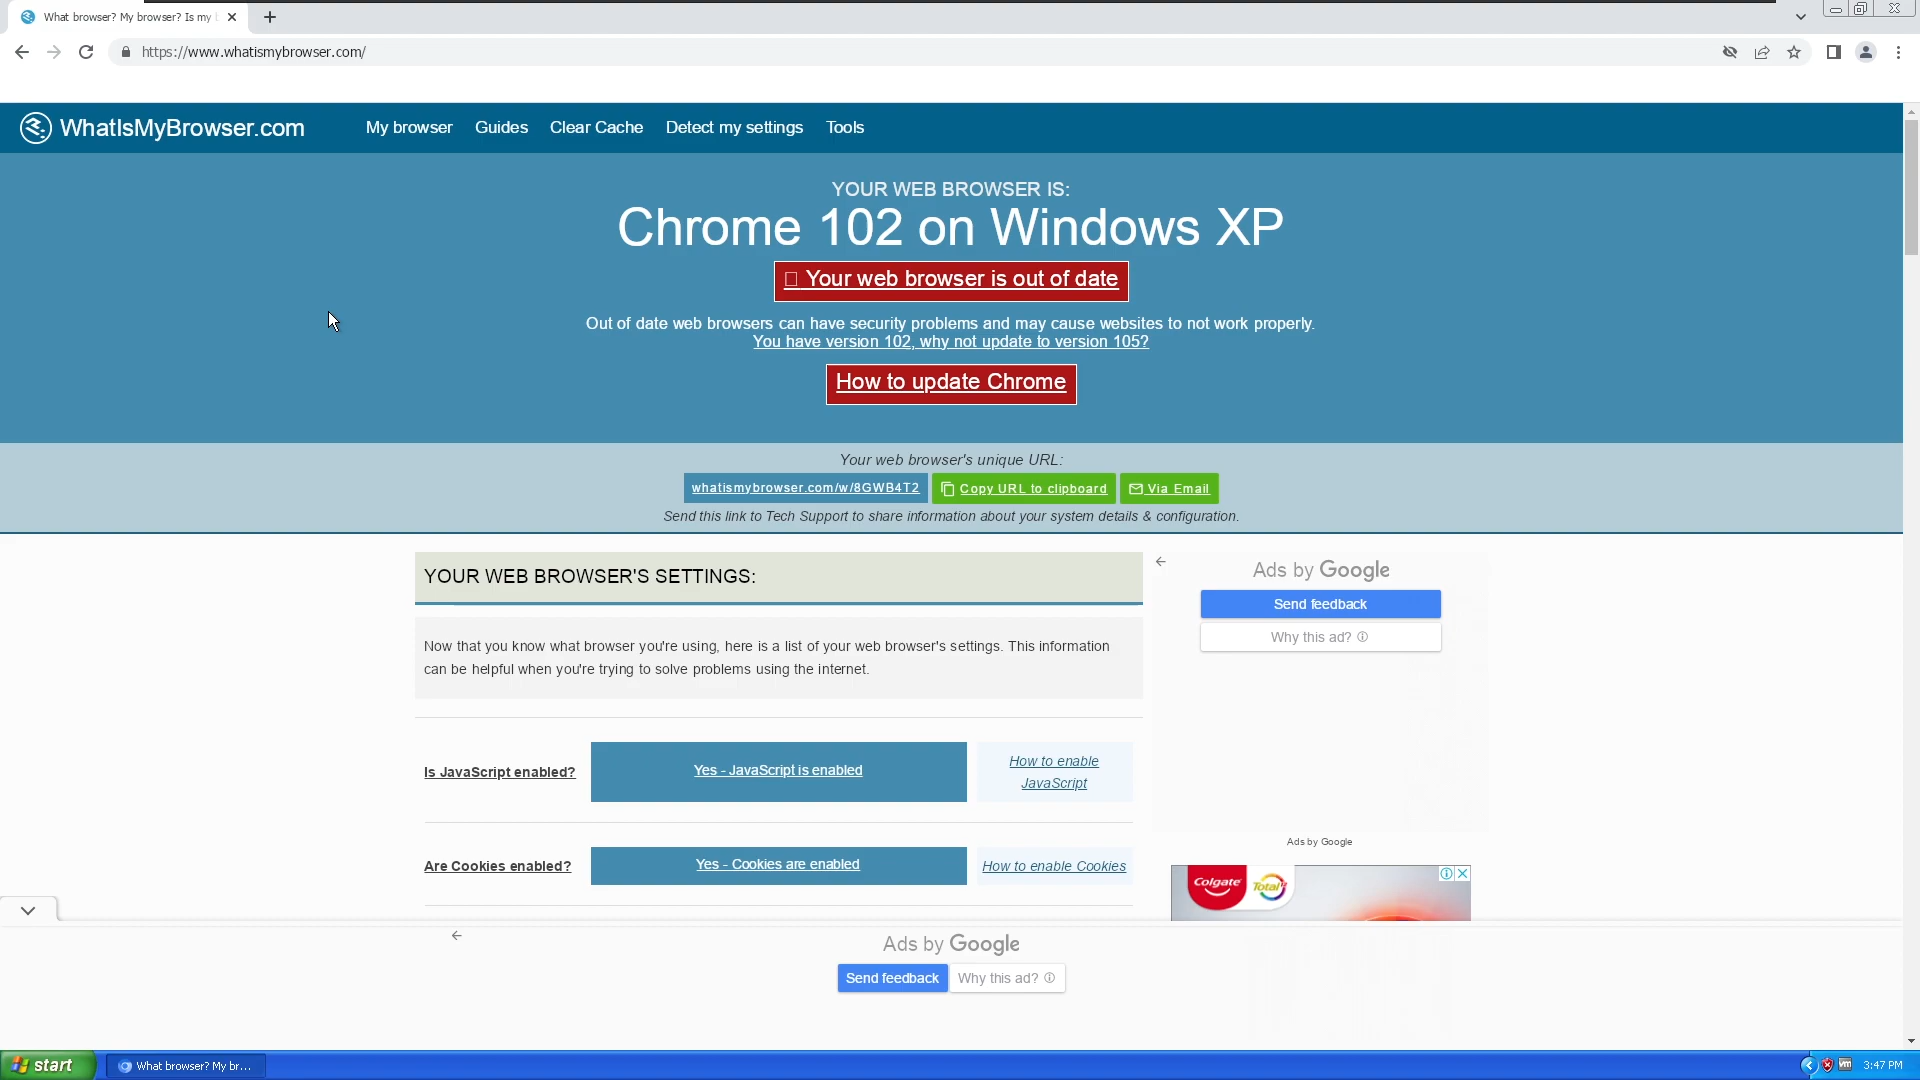 What browser? My browser? Is my b
https://www.whatismybrowser.com/
WhatIsMyBrowser.com
My browser
Guides
Clear Cache
Detect my settings
Tools
YOUR WEB BROWSER IS:
Chrome 102 on Windows XP
Your web browser is out of date
Out of date web browsers can have security problems and may cause websites to not work properly.
You have version 102, why not update to version 105?
How to update Chrome
Your web browser's unique URL:
whatismybrowser.com/w/8GWB4T2
Copy URL to clipboard
Via Email
Send this link to Tech Support to share information about your system details & configuration.
YOUR WEB BROWSER'S SETTINGS:
Now that you know what browser you're using, here is a list of your web browser's settings. This information
can be helpful when you're trying to solve problems using the internet.
Is JavaScript enabled?
Yes - JavaScript is enabled
How to enable
JavaScript
Are Cookies enabled?
Yes - Cookies are enabled
How to enable Cookies
Ads by Google
Send feedback
Why this ad?
Ads by Google
Colgate
Total
Ads by Google
Send feedback
Why this ad?
start
What browser? My br...
vm
3:47 PM